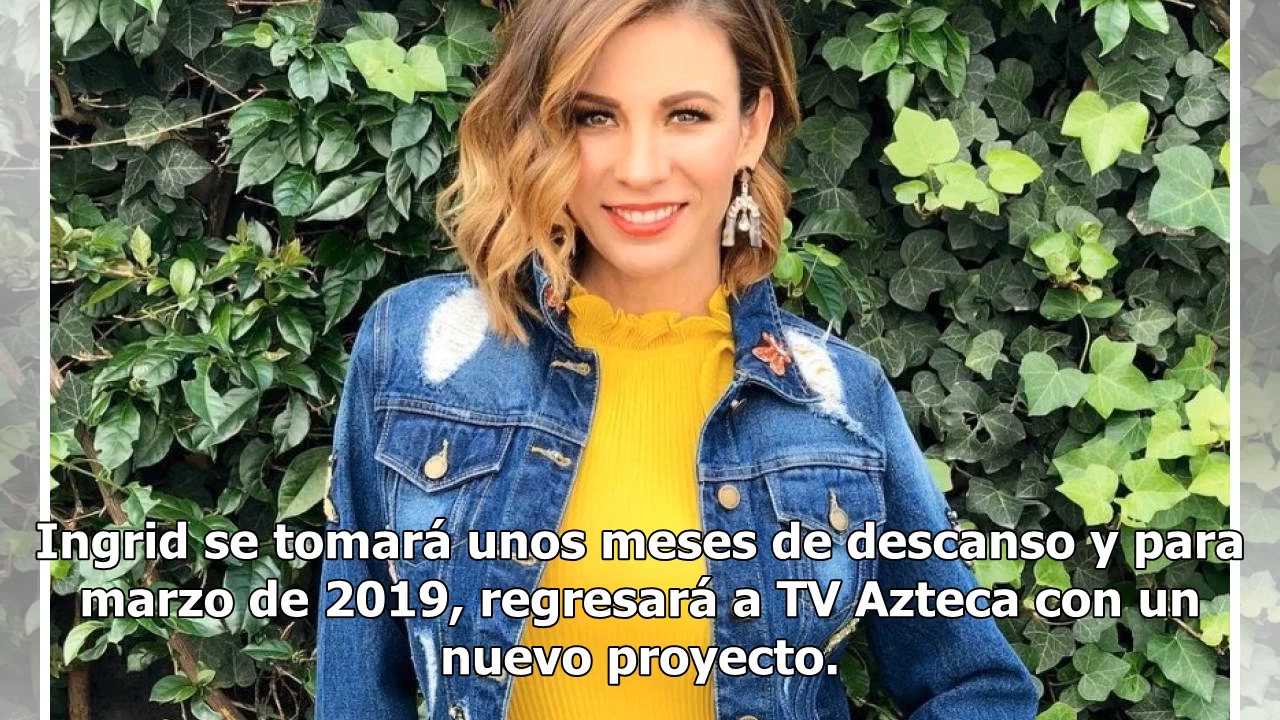 Ingrid se tomará unos meses de descanso y para
marzo de 2019, regresará a TV Azteca con un
nuevo proyecto.